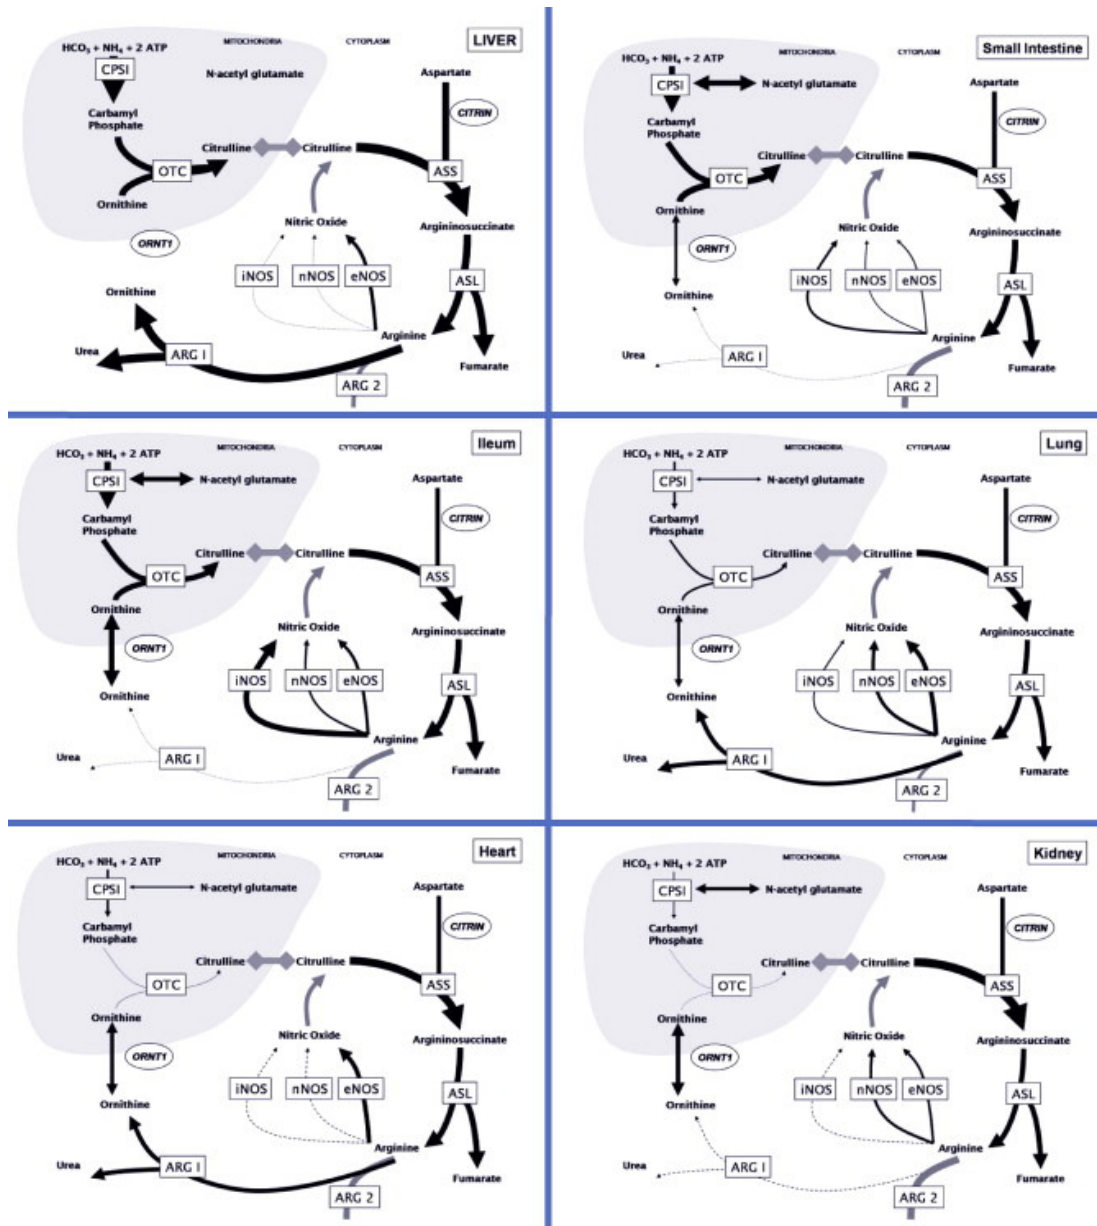 LIVER
MITOCHONDRIA CYTOPLASM
HCO₃ + NH₄ + 2 ATP
CPSI
N-acetyl glutamate
Aspartate
CITRIN
Carbamyl
Phosphate
Citrulline Citrulline
OTC
ASS
Ornithine
Nitric Oxide
Argininosuccinate
ORNT1
iNOS nNOS eNOS
ASL
Ornithine
Arginine
Urea
ARG I
Fumarate
ARG 2
Small Intestine
MITOCHONDRIA CYTOPLASM
HCO₃ + NH₄ + 2 ATP
CPSI
N-acetyl glutamate
Aspartate
CITRIN
Carbamyl
Phosphate
Citrulline Citrulline
OTC
ASS
Ornithine
Nitric Oxide
Argininosuccinate
ORNT1
iNOS nNOS eNOS
ASL
Ornithine
Arginine
Urea
ARG I
Fumarate
ARG 2
Ileum
MITOCHONDRIA CYTOPLASM
HCO₃ + NH₄ + 2 ATP
CPSI
N-acetyl glutamate
Aspartate
CITRIN
Carbamyl
Phosphate
Citrulline Citrulline
OTC
ASS
Ornithine
Nitric Oxide
Argininosuccinate
ORNT1
iNOS nNOS eNOS
ASL
Ornithine
Arginine
Urea
ARG I
Fumarate
ARG 2
Lung
MITOCHONDRIA CYTOPLASM
HCO₃ + NH₄ + 2 ATP
CPSI
N-acetyl glutamate
Aspartate
CITRIN
Carbamyl
Phosphate
Citrulline Citrulline
OTC
ASS
Ornithine
Nitric Oxide
Argininosuccinate
ORNT1
iNOS nNOS eNOS
ASL
Ornithine
Arginine
Urea
ARG I
Fumarate
ARG 2
Heart
MITOCHONDRIA CYTOPLASM
HCO₃ + NH₄ + 2 ATP
CPSI
N-acetyl glutamate
Aspartate
CITRIN
Carbamyl
Phosphate
Citrulline Citrulline
OTC
ASS
Ornithine
Nitric Oxide
Argininosuccinate
ORNT1
iNOS nNOS eNOS
ASL
Ornithine
Arginine
Urea
ARG I
Fumarate
ARG 2
Kidney
MITOCHONDRIA CYTOPLASM
HCO₃ + NH₄ + 2 ATP
CPSI
N-acetyl glutamate
Aspartate
CITRIN
Carbamyl
Phosphate
Citrulline Citrulline
OTC
ASS
Ornithine
Nitric Oxide
Argininosuccinate
ORNT1
iNOS nNOS eNOS
ASL
Ornithine
Arginine
Urea
ARG I
Fumarate
ARG 2